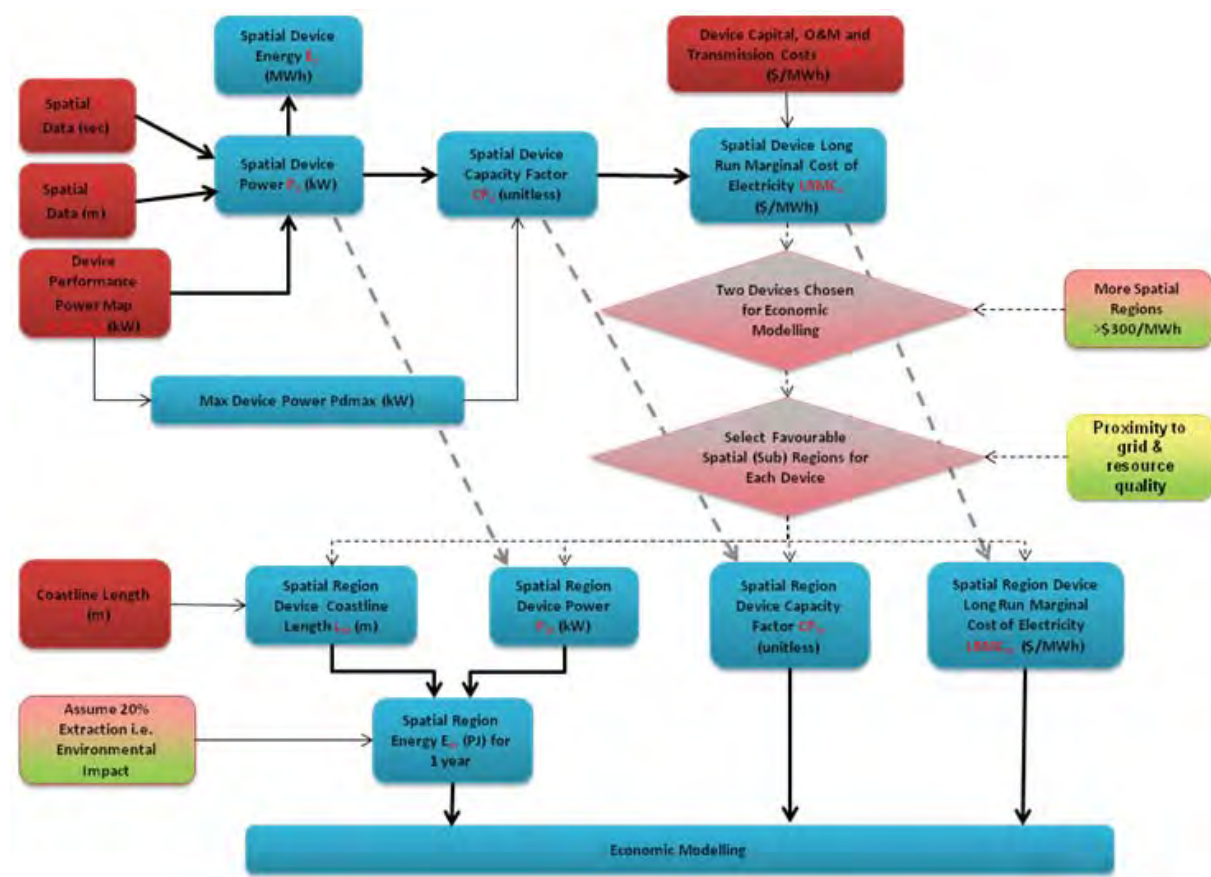 Spatial Device
Energy
(MWh)
Device Capital, O&M and
Transmission Costs
($/MWh)
Spatial
Data (sec)
Spatial Device
Power P (kW)
Spatial Device
Capacity Factor
(unitless)
Spatial Device Long
Run Marginal Cost of
Electricity LRMC
($/MWh)
Spatial
Data (m)
Device
Performance
Power Map
(kW)
Two Devices Chosen
for Economic
Modelling
More Spatial
Regions
>$300/MWh
Max Device Power Pdmax (kW)
Select Favourable
Spatial (Sub) Regions for
Each Device
Proximity to
grid &
resource
quality
Coastline Length
(m)
Spatial Region
Device Coastline
Length (m)
Spatial Region
Device Power
(kW)
Spatial Region
Device Capacity
Factor
(unitless)
Spatial Region Device
Long Run Marginal
Cost of Electricity
($/MWh)
Assume 20%
Extraction i.e.
Environmental
Impact
Spatial Region
Energy E (PJ) for
1 year
Economic Modelling